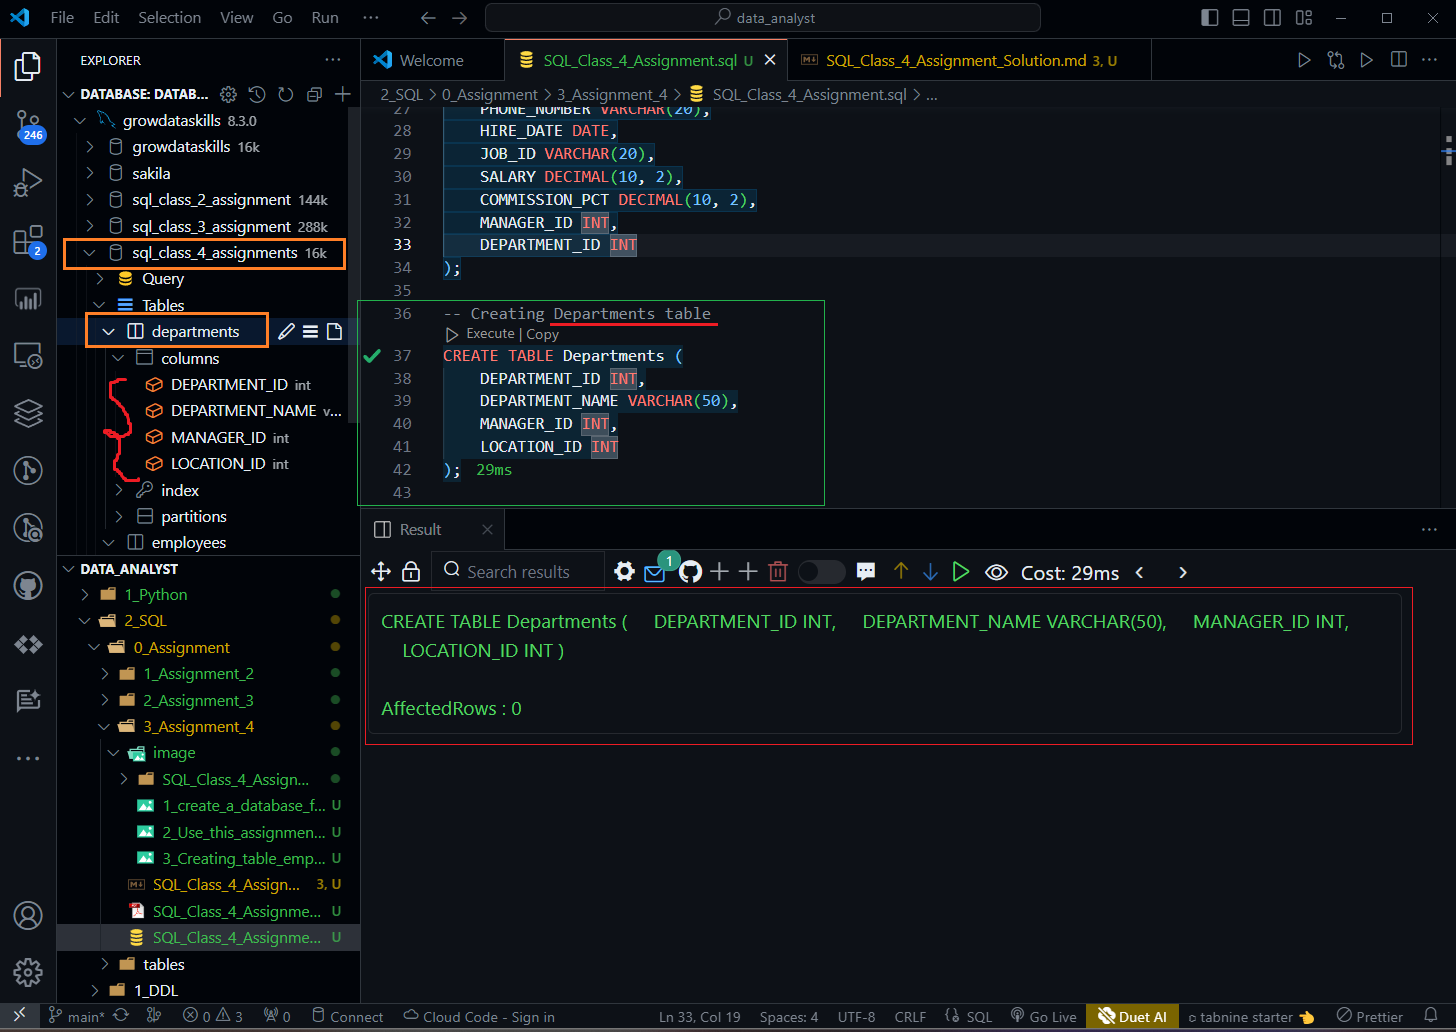 File Edit Selection View Go Run ··· data_analyst
EXPLORER ···
DATABASE: DATAB...
growdataskills 8.3.0
growdataskills 16k
sakila
sql_class_2_assignment 144k
sql_class_3_assignment 288k
sql_class_4_assignments 16k
Query
Tables
departments
columns
DEPARTMENT_ID int
DEPARTMENT_NAME v...
MANAGER_ID int
LOCATION_ID int
index
partitions
employees
DATA_ANALYST
1_Python
2_SQL
0_Assignment
1_Assignment_2
2_Assignment_3
3_Assignment_4
image
SQL_Class_4_Assign...
1_create_a_database_f... U
2_Use_this_assignmen... U
3_Creating_table_emp... U
SQL_Class_4_Assign... 3, U
SQL_Class_4_Assignme... U
SQL_Class_4_Assignme... U
tables
1_DDL
246
2
Welcome SQL_Class_4_Assignment.sql U SQL_Class_4_Assignment_Solution.md 3, U
2_SQL > 0_Assignment > 3_Assignment_4 > SQL_Class_4_Assignment.sql > ...
27 PHONE_NUMBER VARCHAR(20),
28 HIRE_DATE DATE,
29 JOB_ID VARCHAR(20),
30 SALARY DECIMAL(10, 2),
31 COMMISSION_PCT DECIMAL(10, 2),
32 MANAGER_ID INT,
33 DEPARTMENT_ID INT
34 );
35
36 -- Creating Departments table
Execute | Copy
37 CREATE TABLE Departments (
38 DEPARTMENT_ID INT,
39 DEPARTMENT_NAME VARCHAR(50),
40 MANAGER_ID INT,
41 LOCATION_ID INT
42 ); 29ms
43
Result
Search results 1 Cost: 29ms
CREATE TABLE Departments ( DEPARTMENT_ID INT, DEPARTMENT_NAME VARCHAR(50), MANAGER_ID INT,
LOCATION_ID INT )
AffectedRows : 0
main* 0 3 0 Connect Cloud Code - Sign in Ln 33, Col 19 Spaces: 4 UTF-8 CRLF SQL Go Live Duet AI tabnine starter Prettier